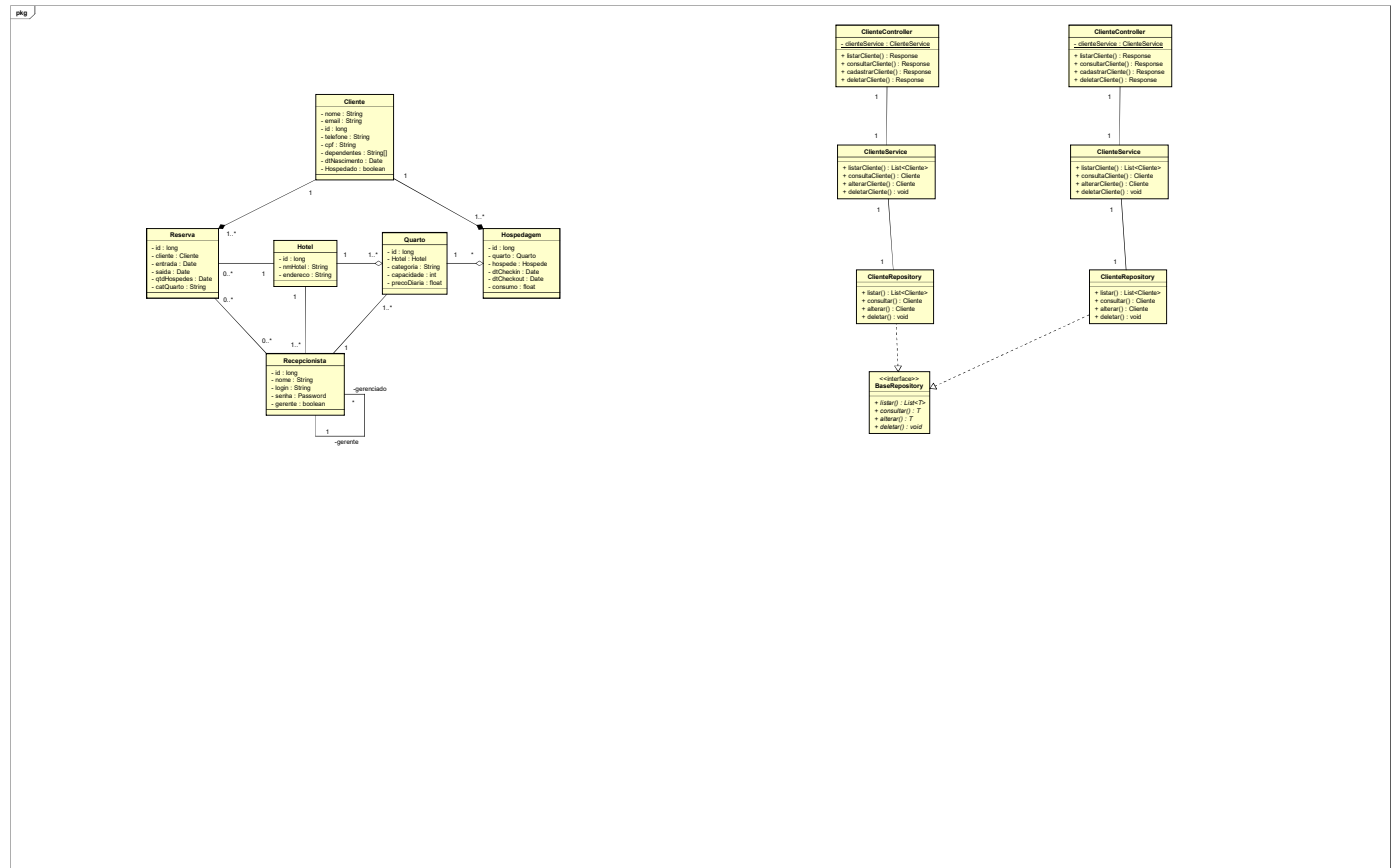 pkg
Cliente
- nome : String
- email : String
- id : long
- telefone : String
- cpf : String
- dependentes : String[]
- dtNascimento : Date
- Hospedado : boolean
1
1
1..*
1..*
Reserva
- id : long
- cliente : Cliente
- entrada : Date
- saida : Date
- qtdHospedes : Date
- catQuarto : String
0..*
1
0..*
Hotel
- id : long
- nmHotel : String
- endereco : String
1
1..*
1
Quarto
- id : long
- Hotel : Hotel
- categoria : String
- capacidade : int
- precoDiaria : float
1
*
1..*
Hospedagem
- id : long
- quarto : Quarto
- hospede : Hospede
- dtCheckin : Date
- dtCheckout : Date
- consumo : float
0..*
1..*
1
Recepcionista
- id : long
- nome : String
- login : String
- senha : Password
- gerente : boolean
-gerenciado
*
1
-gerente
ClienteController
- clienteService : ClienteService
+ listarCliente() : Response
+ consultarCliente() : Response
+ cadastrarCliente() : Response
+ deletarCliente() : Response
1
1
ClienteService
+ listarCliente() : List<Cliente>
+ consultaCliente() : Cliente
+ alterarCliente() : Cliente
+ deletarCliente() : void
1
1
ClienteRepository
+ listar() : List<Cliente>
+ consultar() : Cliente
+ alterar() : Cliente
+ deletar() : void
<<interface>>
BaseRepository
+ listar() : List<T>
+ consultar() : T
+ alterar() : T
+ deletar() : void
ClienteController
- clienteService : ClienteService
+ listarCliente() : Response
+ consultarCliente() : Response
+ cadastrarCliente() : Response
+ deletarCliente() : Response
1
1
ClienteService
+ listarCliente() : List<Cliente>
+ consultaCliente() : Cliente
+ alterarCliente() : Cliente
+ deletarCliente() : void
1
1
ClienteRepository
+ listar() : List<Cliente>
+ consultar() : Cliente
+ alterar() : Cliente
+ deletar() : void